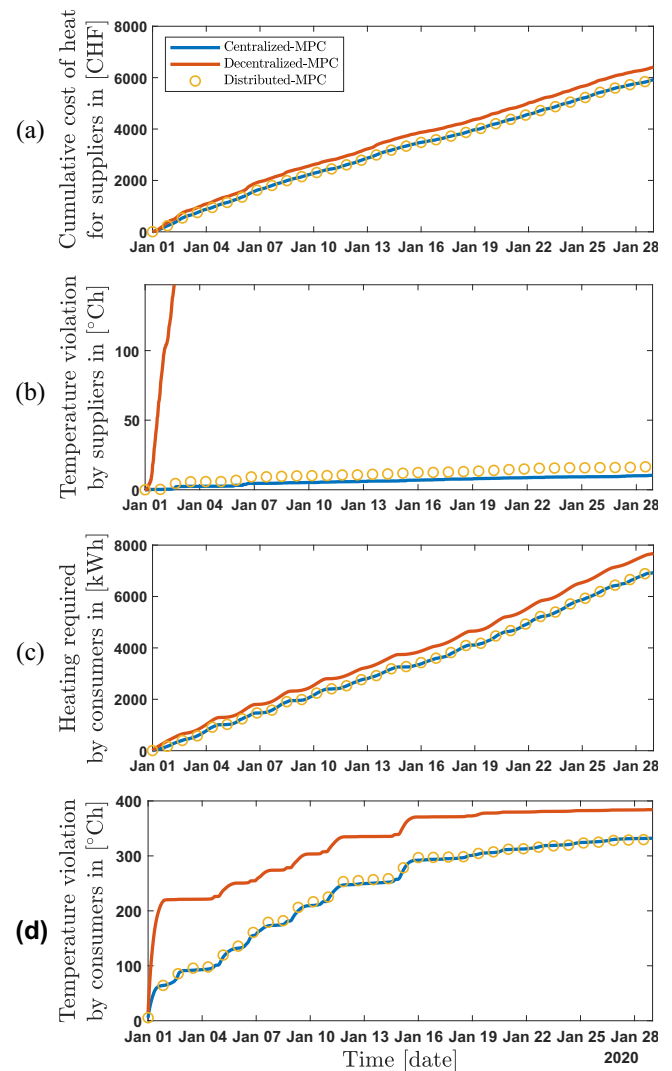 (a)
Cumulative cost of heat
for suppliers in [CHF]
8000
6000
4000
2000
0
Centralized-MPC
Decentralized-MPC
Distributed-MPC
Jan 01 Jan 04 Jan 07 Jan 10 Jan 13 Jan 16 Jan 19 Jan 22 Jan 25 Jan 28
(b)
Temperature violation
by suppliers in [°Ch]
100
50
0
Jan 01 Jan 04 Jan 07 Jan 10 Jan 13 Jan 16 Jan 19 Jan 22 Jan 25 Jan 28
(c)
Heating required
by consumers in [kWh]
8000
6000
4000
2000
0
Jan 01 Jan 04 Jan 07 Jan 10 Jan 13 Jan 16 Jan 19 Jan 22 Jan 25 Jan 28
(d)
Temperature violation
by consumers in [°Ch]
400
300
200
100
0
Jan 01 Jan 04 Jan 07 Jan 10 Jan 13 Jan 16 Jan 19 Jan 22 Jan 25 Jan 28
Time [date]
2020